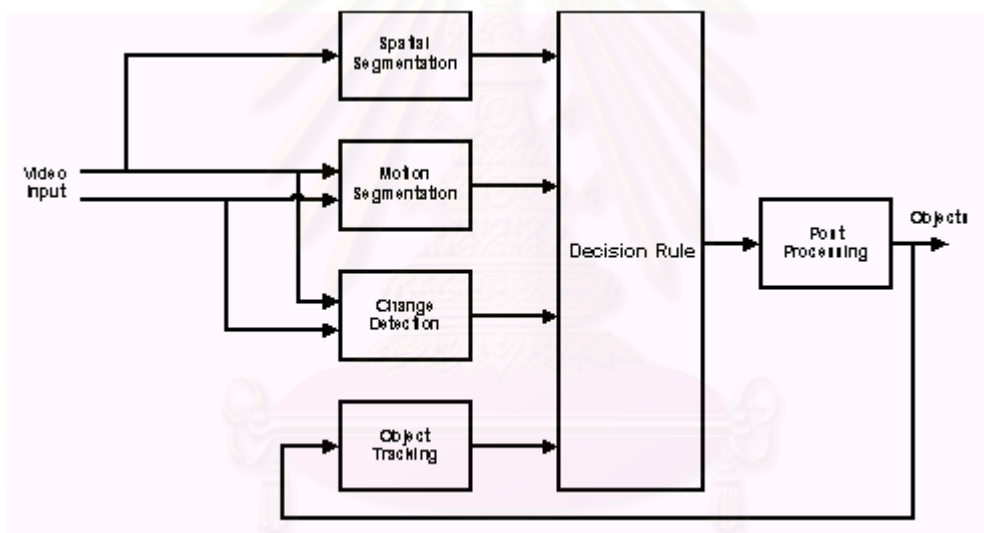 Spatial
Segmentation
Video
Input
Motion
Segmentation
Change
Detection
Object
Tracking
Decision Rule
Post
Processing
Objects